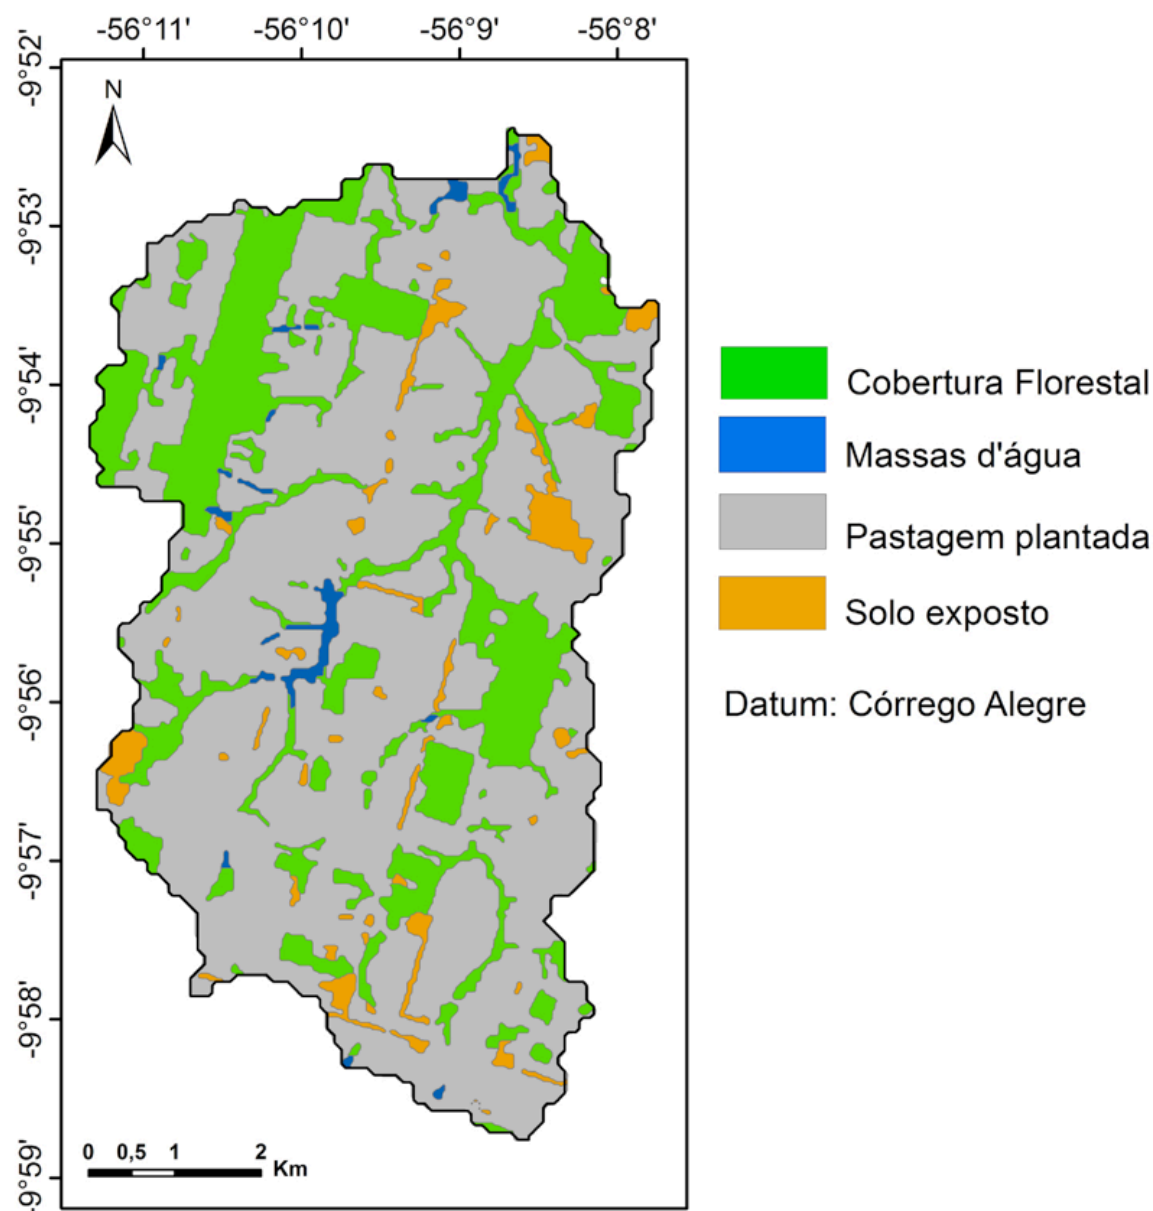 -56°11' -56°10' -56°9' -56°8'
-9°52'
N
-9°53'
-9°54'
-9°55'
-9°56'
-9°57'
-9°58'
-9°59'
Cobertura Florestal
Massas d'água
Pastagem plantada
Solo exposto
Datum: Córrego Alegre
0 0,5 1 2
Km